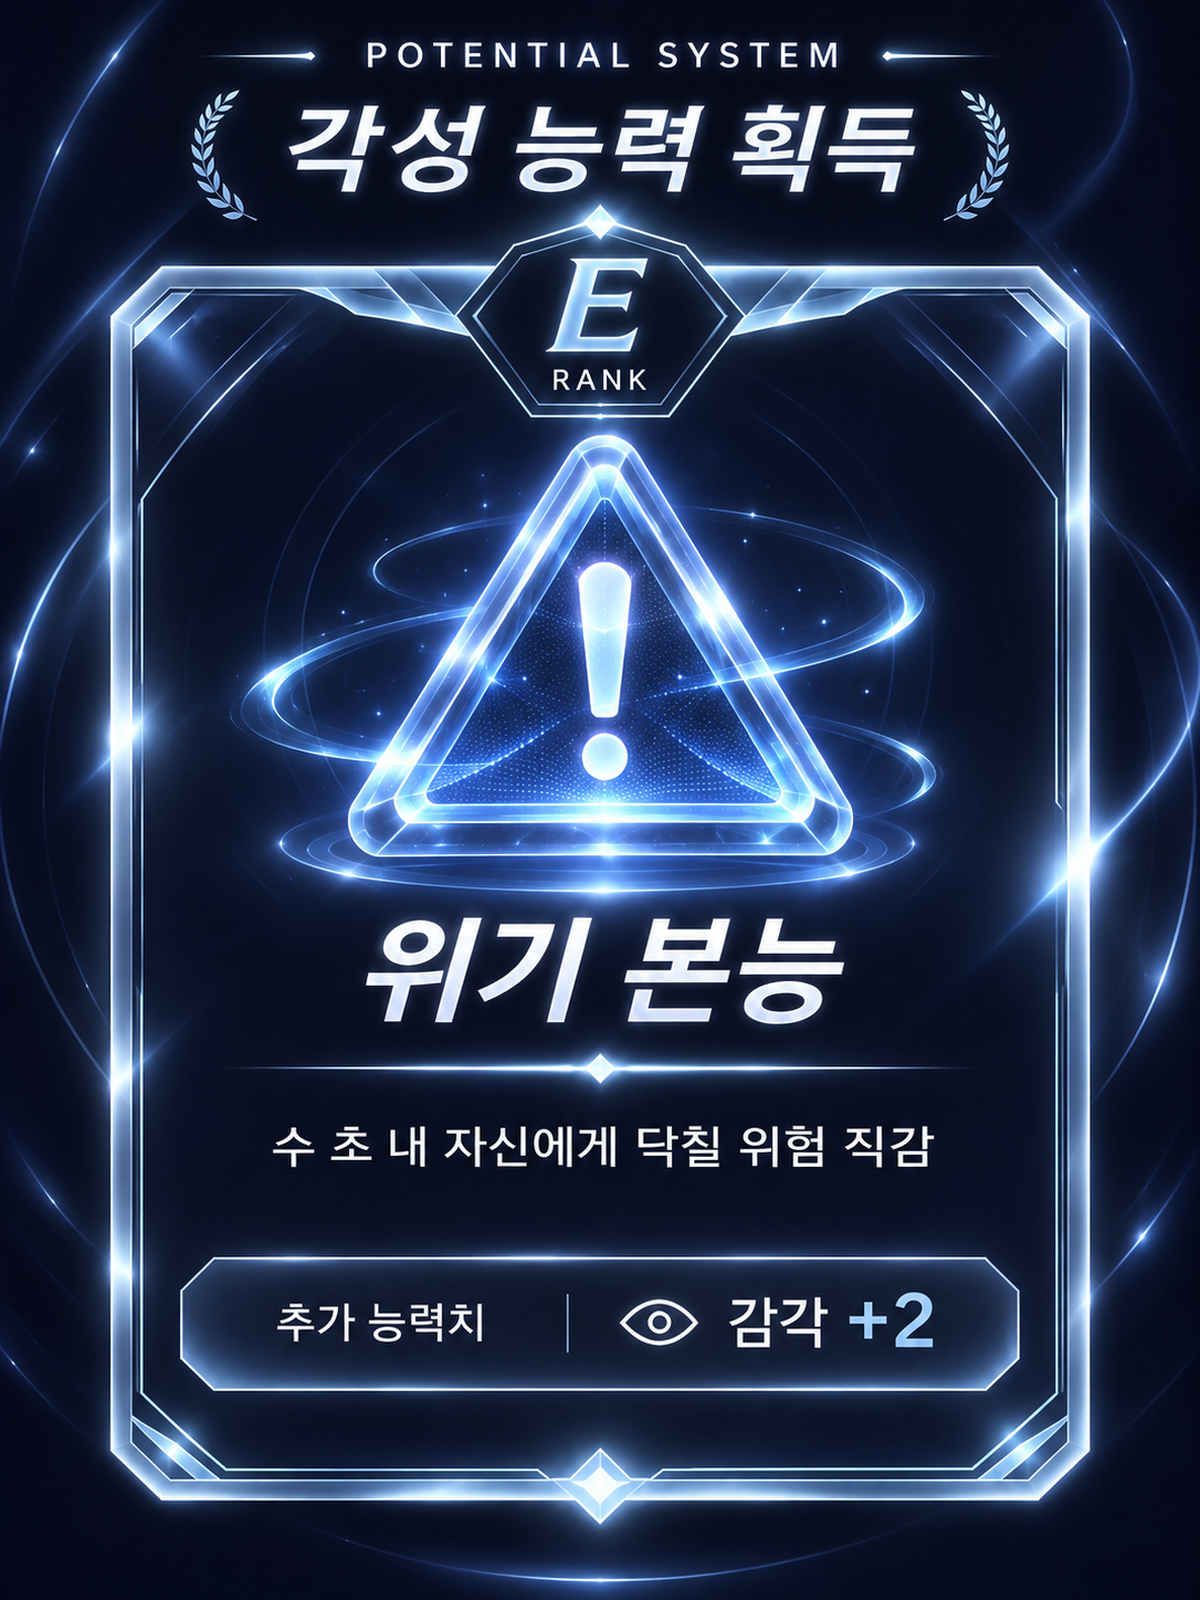 POTENTIAL SYSTEM
각성 능력 획득
E
RANK
위기 본능
수 초 내 자신에게 닥칠 위험 직감
추가 능력치 감각 +2